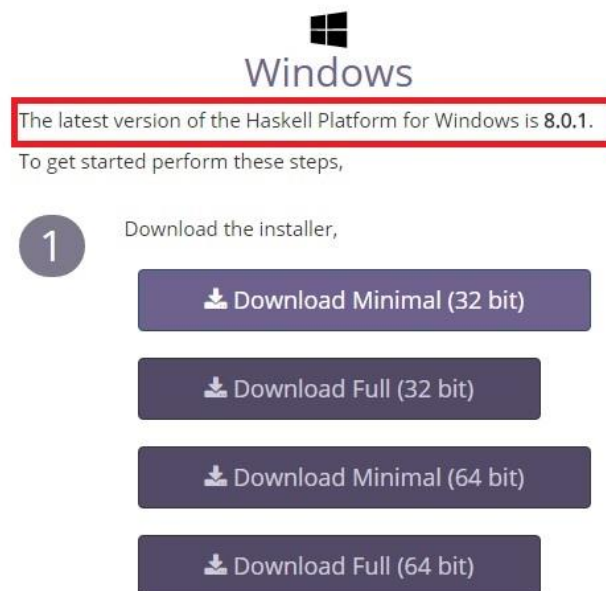 Windows
The latest version of the Haskell Platform for Windows is 8.0.1.
To get started perform these steps,
1
Download the installer,
Download Minimal (32 bit)
Download Full (32 bit)
Download Minimal (64 bit)
Download Full (64 bit)